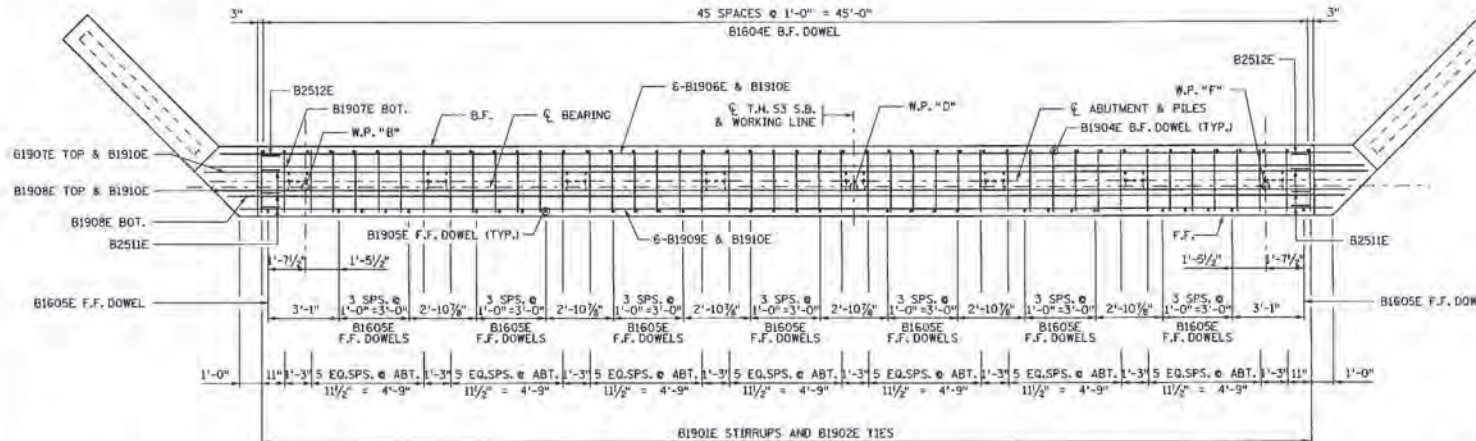 3" 45 SPACES @ 1'-0" = 45'-0" 3"
B1604E B.F. DOWEL
B2512E
B2512E 6-B1906E & B1910E W.P. "F"
B1907E BOT. B.F. ℄ BEARING ℄ T.H. 53 S.B. W.P. "D" ℄ ABUTMENT & PILES
W.P. "B" & WORKING LINE B1904E B.F. DOWEL (TYP.)
B1907E TOP & B1910E
B1908E TOP & B1910E
B1908E BOT.
B1905E F.F. DOWEL (TYP.) 6-B1909E & B1910E F.F.
B2511E B2511E
1'-7½" 1'-5½" 1'-5½" 1'-7½"
B1605E F.F. DOWEL 3 SPS. @ 3 SPS. @ 3 SPS. @ 3 SPS. @ 3 SPS. @ 3 SPS. @ 3 SPS. @ B1605E F.F. DOW
3'-1" 1'-0"=3'-0" 2'-10⅞" 1'-0"=3'-0" 2'-10⅞" 1'-0"=3'-0" 2'-10⅞" 1'-0"=3'-0" 2'-10⅞" 1'-0"=3'-0" 2'-10⅞" 1'-0"=3'-0" 2'-10⅞" 1'-0"=3'-0" 3'-1"
B1605E B1605E B1605E B1605E B1605E B1605E B1605E
F.F. DOWELS F.F. DOWELS F.F. DOWELS F.F. DOWELS F.F. DOWELS F.F. DOWELS F.F. DOWELS
1'-0" 11" 1'-3" 5 EQ.SPS. @ ABT. 1'-3" 5 EQ.SPS. @ ABT. 1'-3" 5 EQ.SPS. @ ABT. 1'-3" 5 EQ.SPS. @ ABT. 1'-3" 5 EQ.SPS. @ ABT. 1'-3" 5 EQ.SPS. @ ABT. 1'-3" 5 EQ.SPS. @ ABT. 1'-3" 11" 1'-0"
11½" = 4'-9" 11½" = 4'-9" 11½" = 4'-9" 11½" = 4'-9" 11½" = 4'-9" 11½" = 4'-9" 11½" = 4'-9"
B1901E STIRRUPS AND B1902E TIES